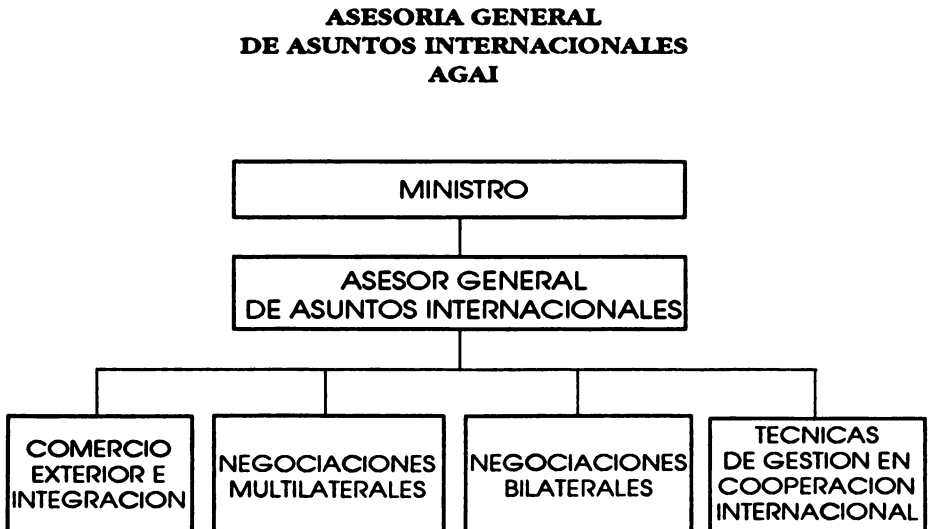 ASESORIA GENERAL
DE ASUNTOS INTERNACIONALES
AGAI
MINISTRO
ASESOR GENERAL
DE ASUNTOS INTERNACIONALES
COMERCIO
EXTERIOR E
INTEGRACION
NEGOCIACIONES
MULTILATERALES
NEGOCIACIONES
BILATERALES
TECNICAS
DE GESTION EN
COOPERACION
INTERNACIONAL